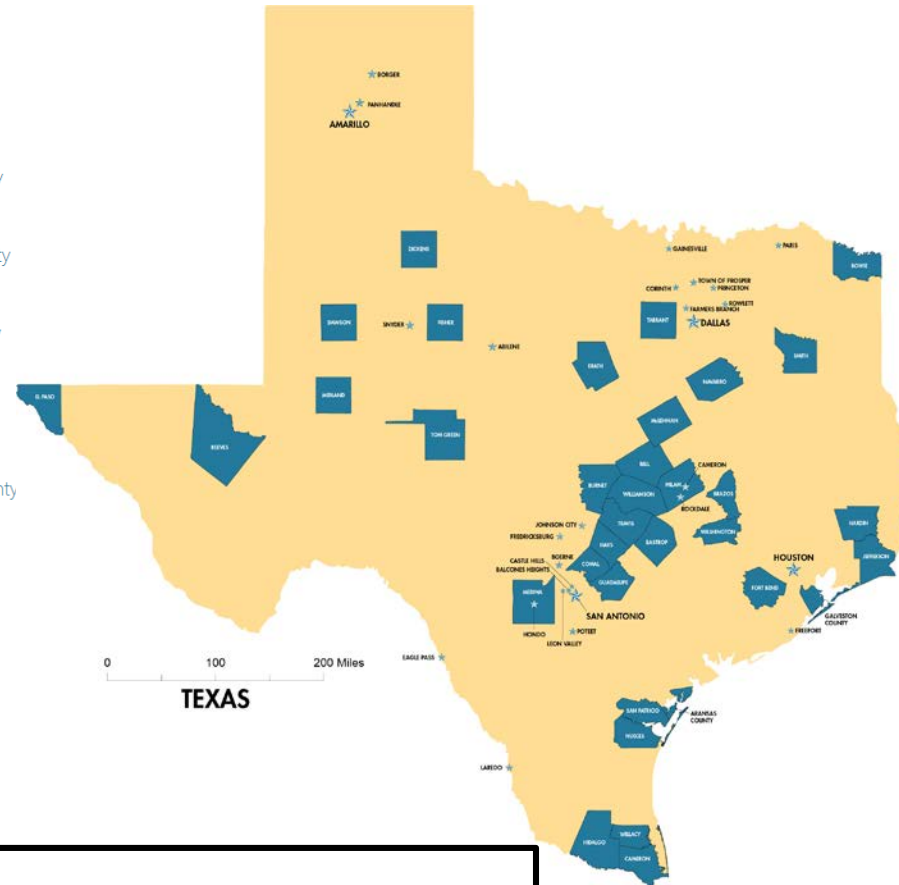 BORGER
PANHANDLE
AMARILLO
DICKENS
GAINESVILLE
PARIS
BOWIE
TOWN OF PROSPER
CORINTH
PRINCETON
ROWLETT
FARMERS BRANCH
DAWSON
SNYDER
FISHER
TARRANT
DALLAS
ABILENE
SMITH
ERATH
NAVARRO
EL PASO
MIDLAND
McLENNAN
REEVES
TOM GREEN
BELL
CAMERON
BURNET
WILLIAMSON
MILAM
BRAZOS
ROCKDALE
JOHNSON CITY
TRAVIS
WASHINGTON
HARDIN
FREDRICKSBURG
HAYS
BASTROP
JEFFERSON
BOERNE
HOUSTON
CASTLE HILLS
BALCONES HEIGHTS
COMAL
GUADALUPE
FORT BEND
MEDINA
SAN ANTONIO
GALVESTON
COUNTY
HONDO
POTEET
FREEPORT
LEON VALLEY
EAGLE PASS
0 100 200 Miles
TEXAS
SAN PATRICIO
ARANSAS
COUNTY
NUECES
LAREDO
HIDALGO
WILLACY
CAMERON